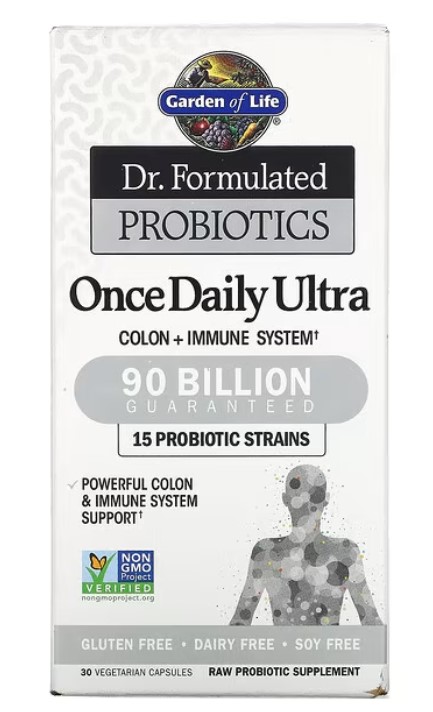 Garden of Life®
Dr. Formulated
PROBIOTICS
Once Daily Ultra
COLON + IMMUNE SYSTEM†
90 BILLION
GUARANTEED
15 PROBIOTIC STRAINS
POWERFUL COLON
& IMMUNE SYSTEM
SUPPORT†
NON
GMO
Project
VERIFIED
nongmoproject.org
GLUTEN FREE • DAIRY FREE • SOY FREE
30 VEGETARIAN CAPSULES RAW PROBIOTIC SUPPLEMENT